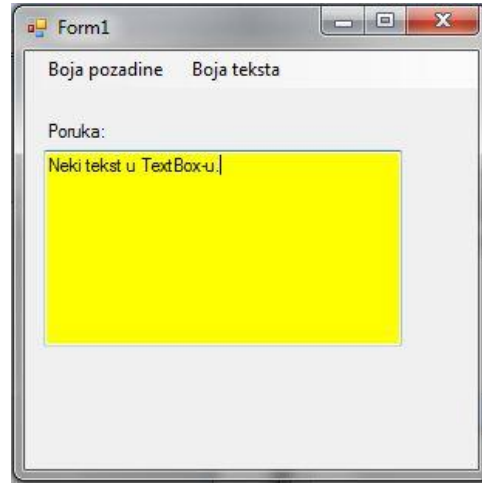 Form1
Boja pozadine Boja teksta
Poruka:
Neki tekst u TextBox-u.